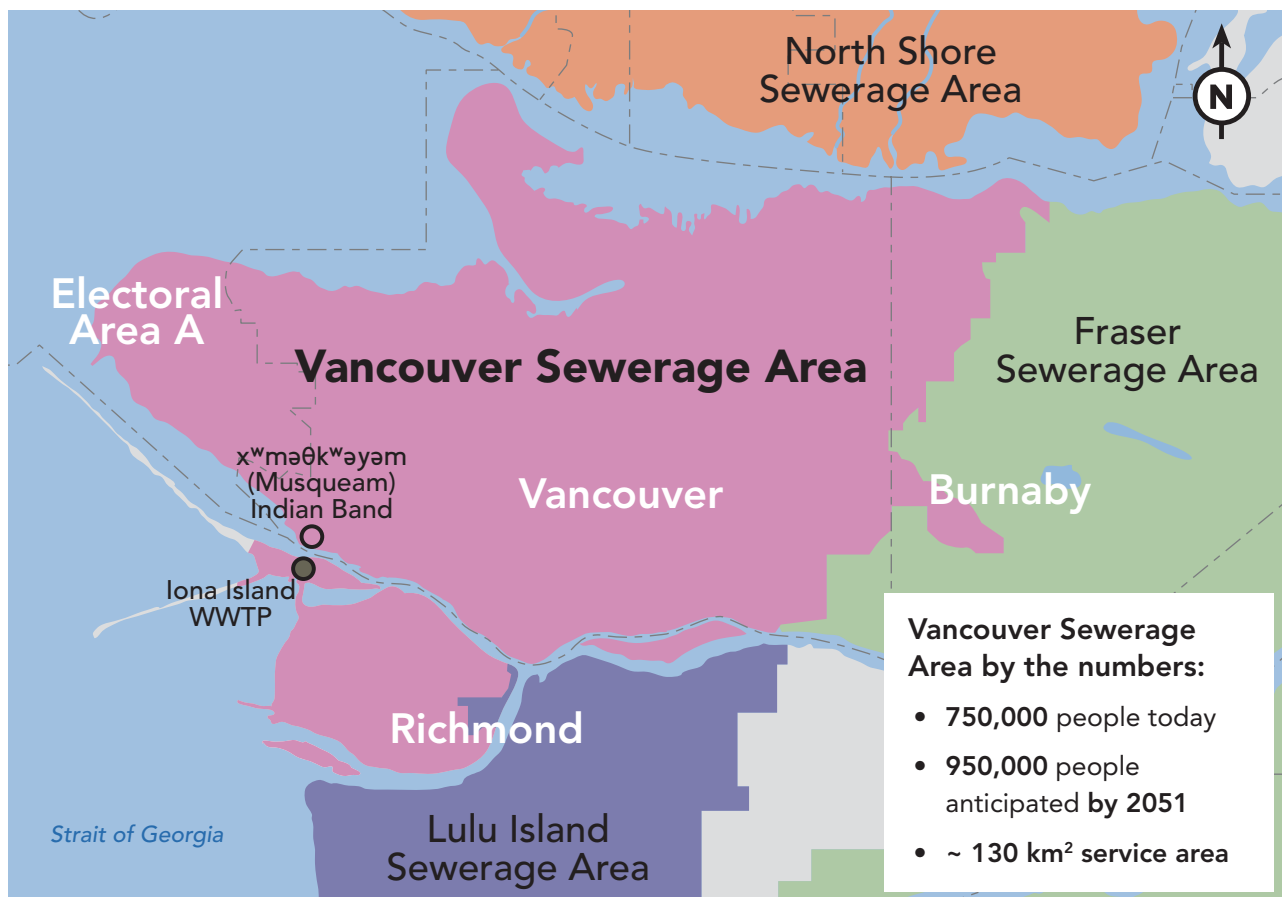 North Shore
Sewerage Area
N
Electoral
Area A
Vancouver Sewerage Area
Fraser
Sewerage Area
xʷməθkʷəyəm
(Musqueam)
Indian Band
Vancouver
Burnaby
Iona Island
WWTP
Richmond
Strait of Georgia
Lulu Island
Sewerage Area
Vancouver Sewerage
Area by the numbers:
• 750,000 people today
• 950,000 people
anticipated by 2051
• ~ 130 km² service area